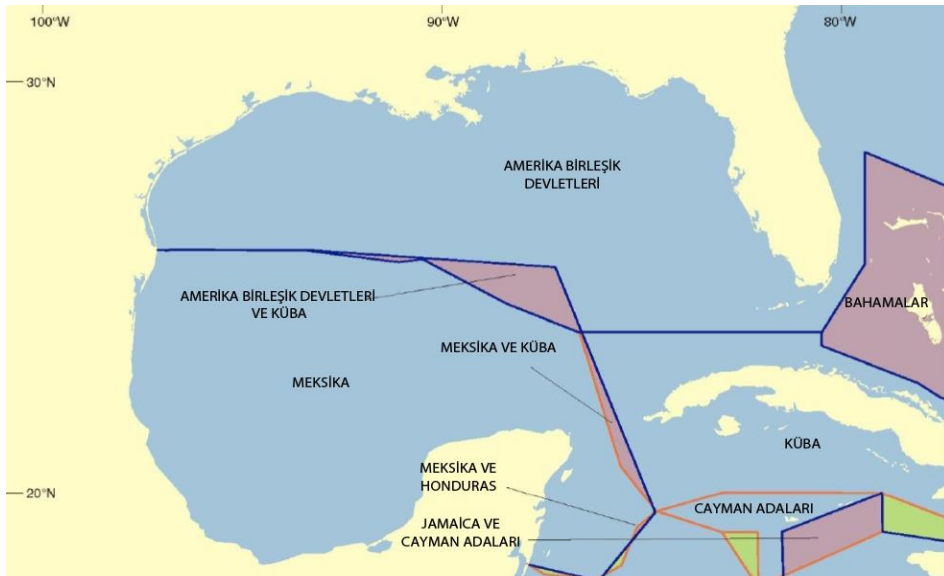 100°W
90°W
80°W
30°N
AMERİKA BİRLEŞİK
DEVLETLERİ
AMERİKA BİRLEŞİK DEVLETLERİ
VE KÜBA
BAHAMALAR
MEKSİKA VE KÜBA
MEKSİKA
KÜBA
MEKSİKA VE
HONDURAS
20°N
CAYMAN ADALARI
JAMAİCA VE
CAYMAN ADALARI